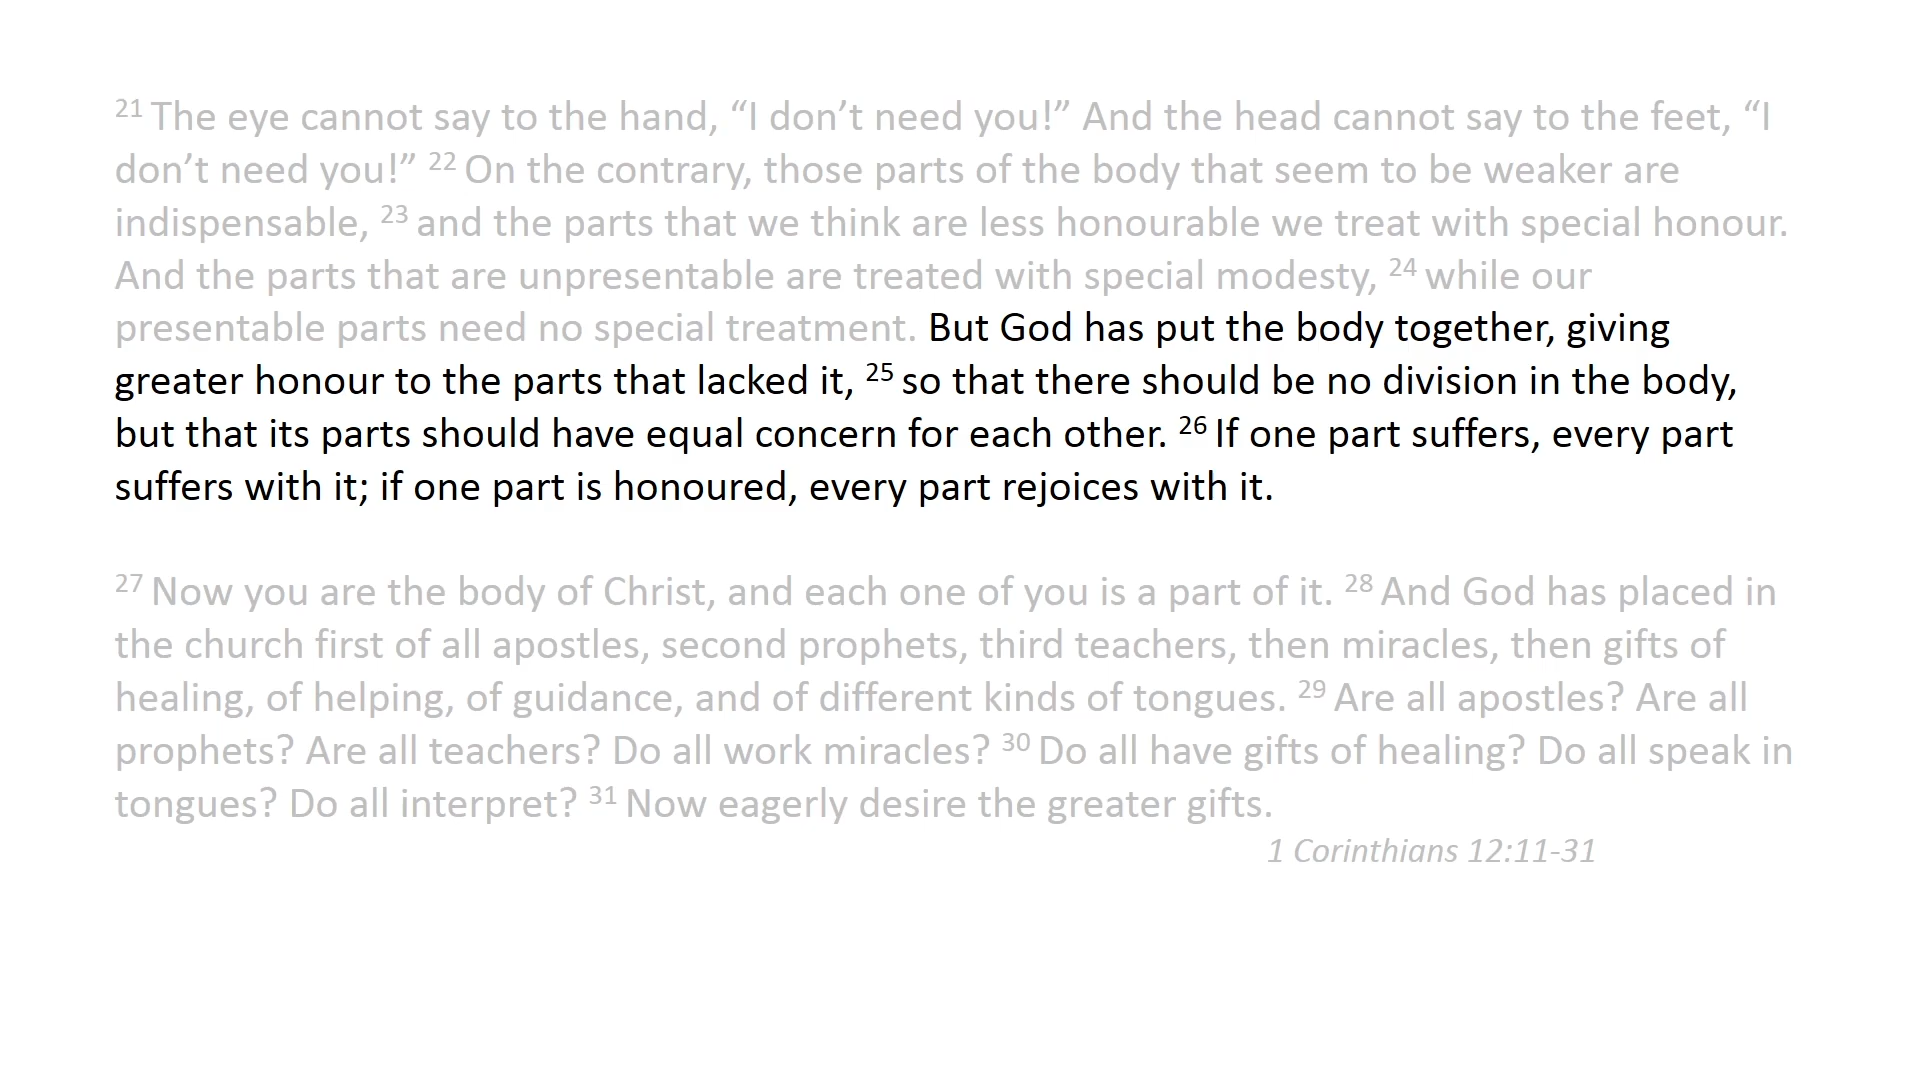 21 The eye cannot say to the hand, “I don’t need you!” And the head cannot say to the feet, “I
don’t need you!” 22 On the contrary, those parts of the body that seem to be weaker are
indispensable, 23 and the parts that we think are less honourable we treat with special honour.
And the parts that are unpresentable are treated with special modesty, 24 while our
presentable parts need no special treatment. But God has put the body together, giving
greater honour to the parts that lacked it, 25 so that there should be no division in the body,
but that its parts should have equal concern for each other. 26 If one part suffers, every part
suffers with it; if one part is honoured, every part rejoices with it.
27 Now you are the body of Christ, and each one of you is a part of it. 28 And God has placed in
the church first of all apostles, second prophets, third teachers, then miracles, then gifts of
healing, of helping, of guidance, and of different kinds of tongues. 29 Are all apostles? Are all
prophets? Are all teachers? Do all work miracles? 30 Do all have gifts of healing? Do all speak in
tongues? Do all interpret? 31 Now eagerly desire the greater gifts.
1 Corinthians 12:11-31